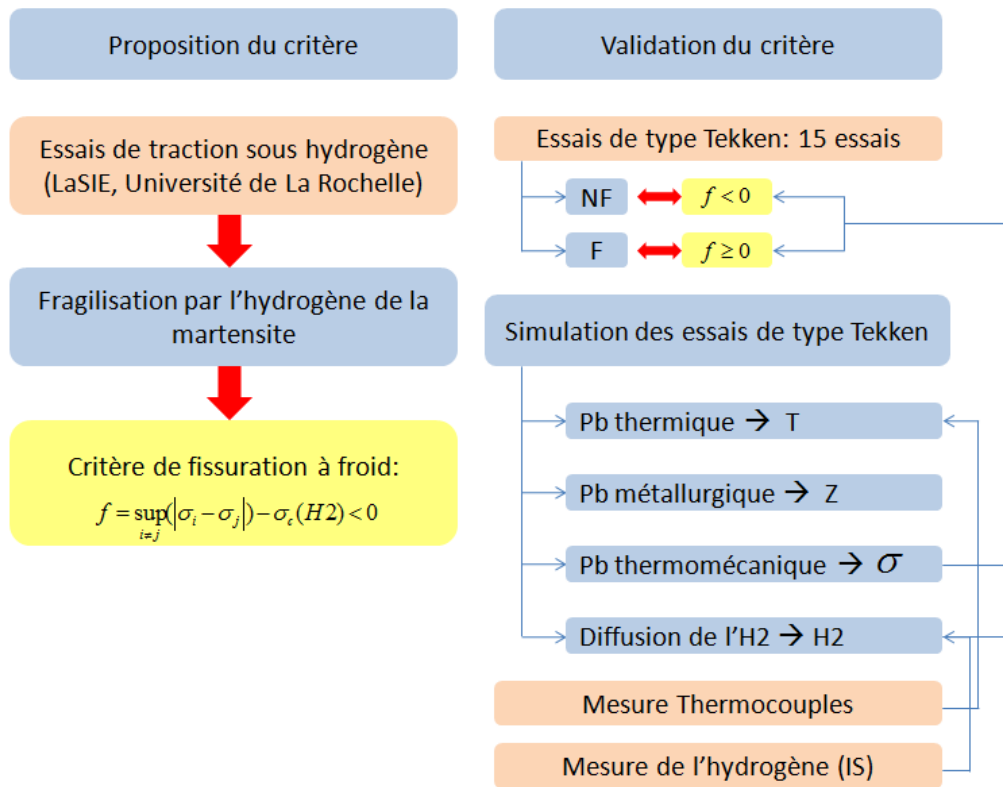 Proposition du critère
Essais de traction sous hydrogène
(LaSIE, Université de La Rochelle)
Fragilisation par l'hydrogène de la
martensite
Critère de fissuration à froid:
f = sup(|σi − σj|) − σc(H2) < 0
i≠j
Validation du critère
Essais de type Tekken: 15 essais
NF
f < 0
F
f ≥ 0
Simulation des essais de type Tekken
Pb thermique → T
Pb métallurgique → Z
Pb thermomécanique → σ
Diffusion de l'H2 → H2
Mesure Thermocouples
Mesure de l'hydrogène (IS)